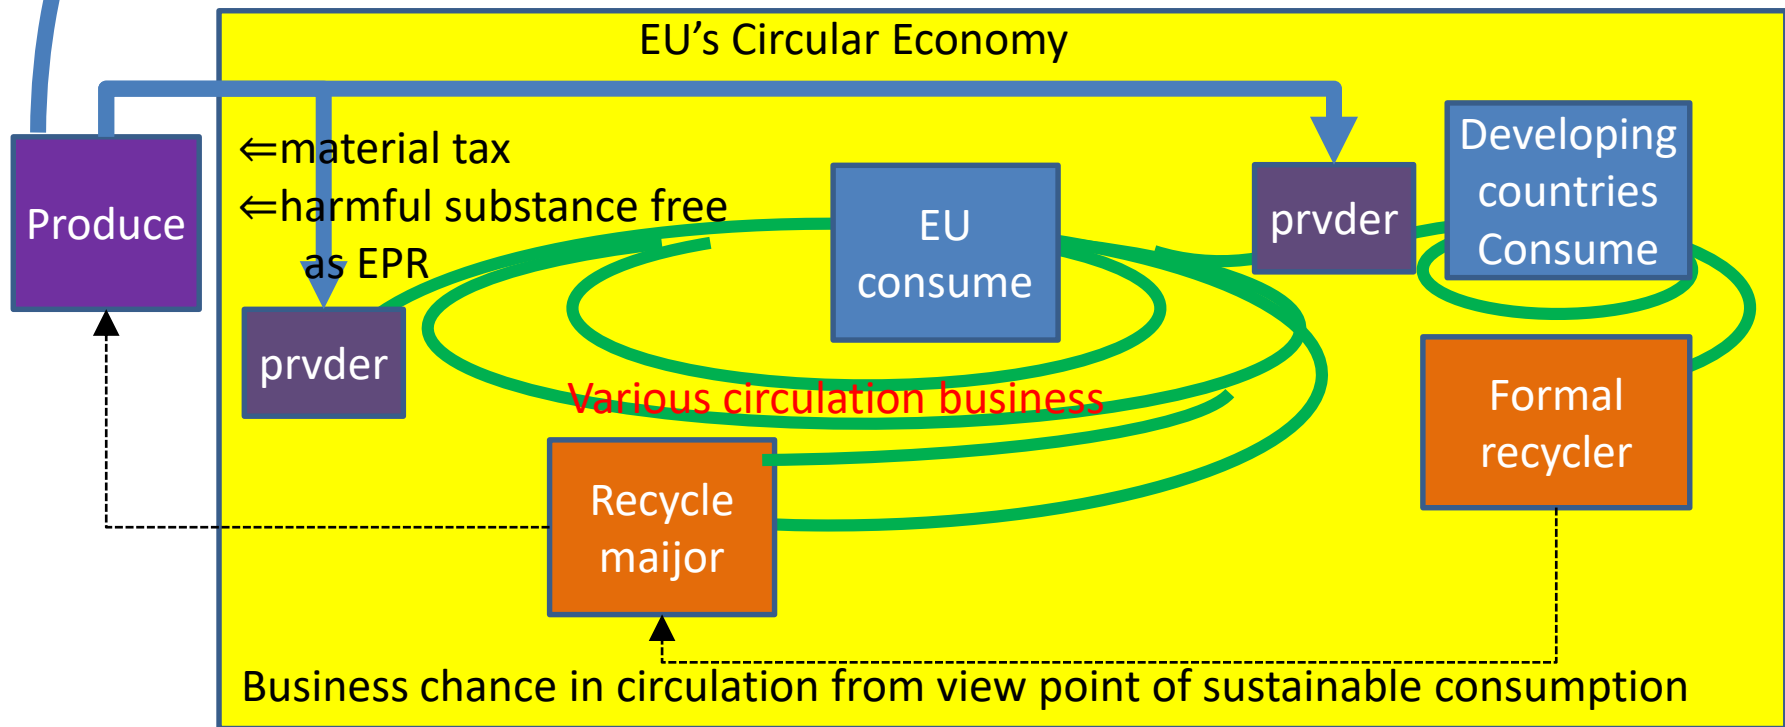 EU’s Circular Economy
Produce
⇐material tax
⇐harmful substance free
as EPR
prvder
EU
consume
prvder
Developing
countries
Consume
Various circulation business
Recycle
maijor
Formal
recycler
Business chance in circulation from view point of sustainable consumption